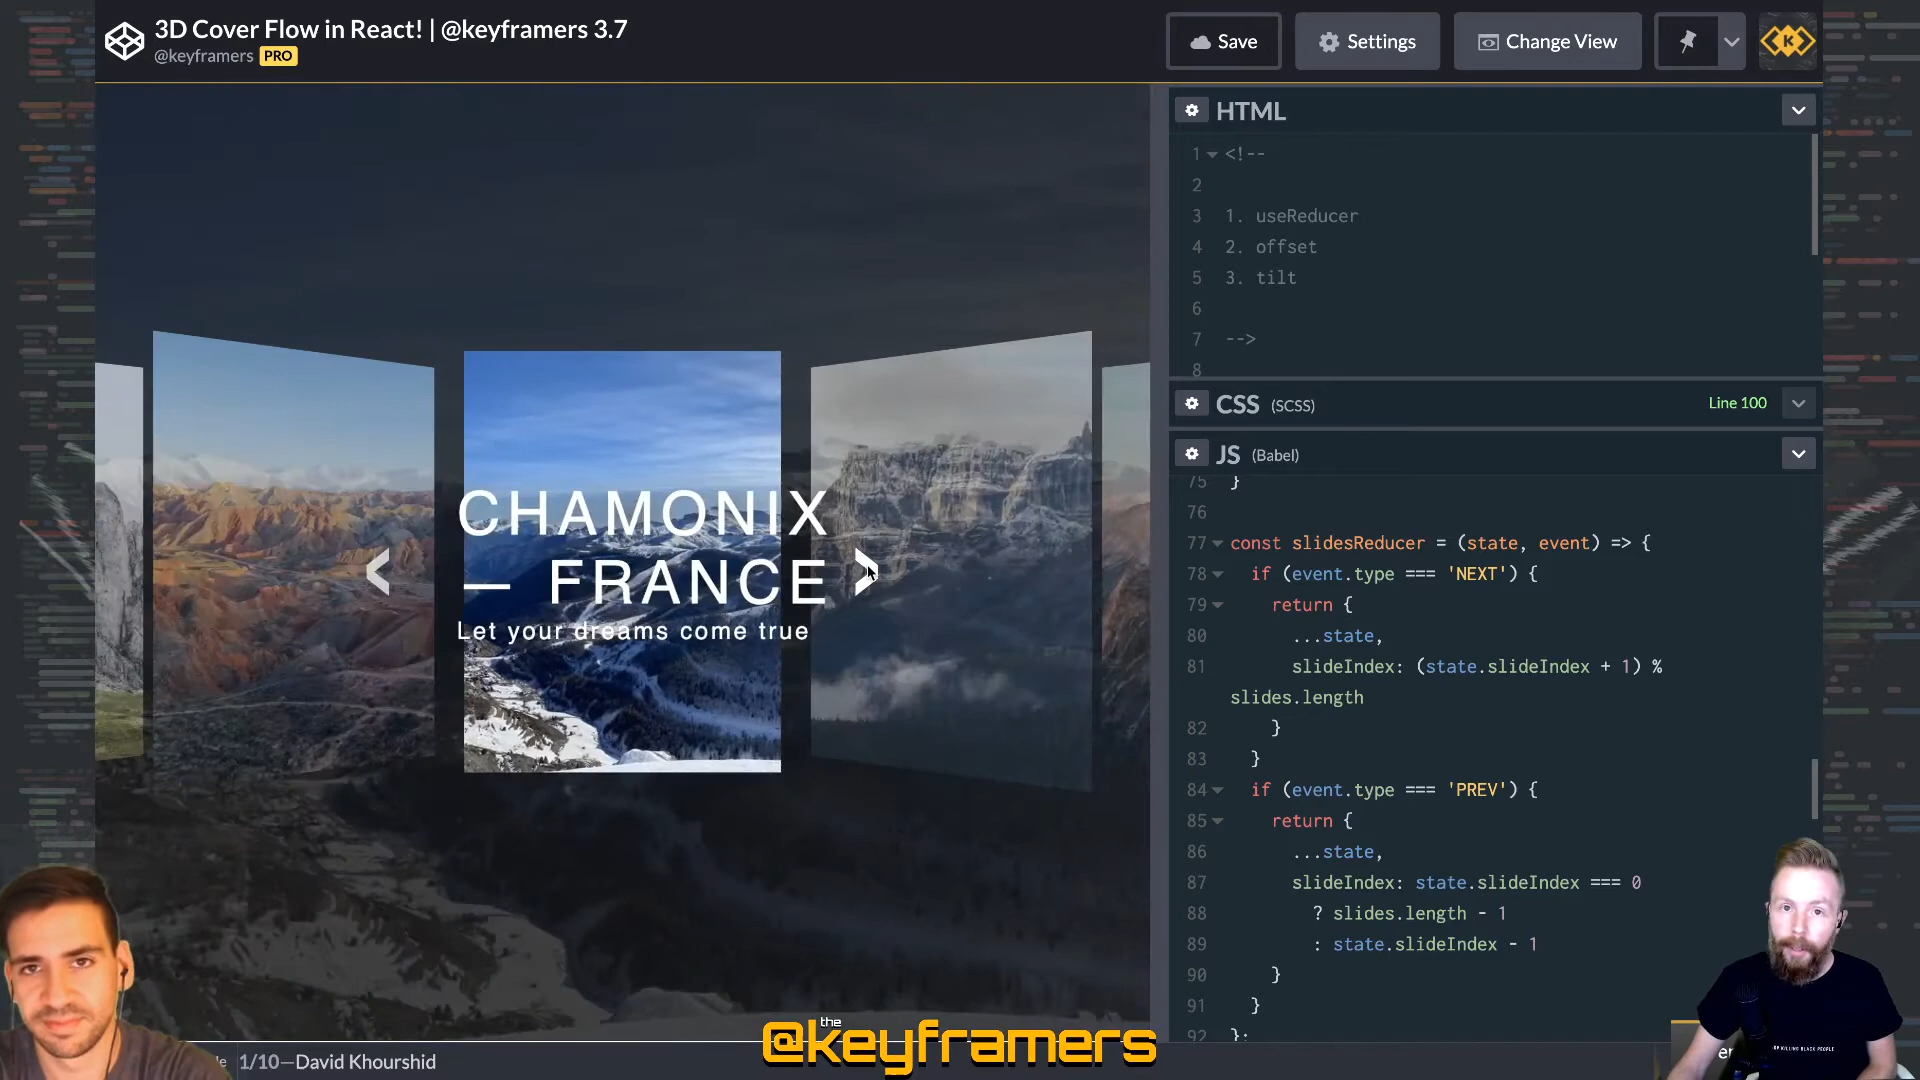 3D Cover Flow in React! | @keyframers 3.7
@keyframers PRO
Save
Settings
Change View
K
CHAMONIX
— FRANCE
Let your dreams come true
HTML
1 <!--
2
3 1. useReducer
4 2. offset
5 3. tilt
6
7 -->
8
CSS (SCSS)
Line 100
JS (Babel)
75 }
76
77 const slidesReducer = (state, event) => {
78 if (event.type === 'NEXT') {
79 return {
80 ...state,
81 slideIndex: (state.slideIndex + 1) %
slides.length
82 }
83 }
84 if (event.type === 'PREV') {
85 return {
86 ...state,
87 slideIndex: state.slideIndex === 0
88 ? slides.length - 1
89 : state.slideIndex - 1
90 }
91 }
92 };
1/10—David Khourshid
the
@keyframers
OP KILLING BLACK PEOPLE